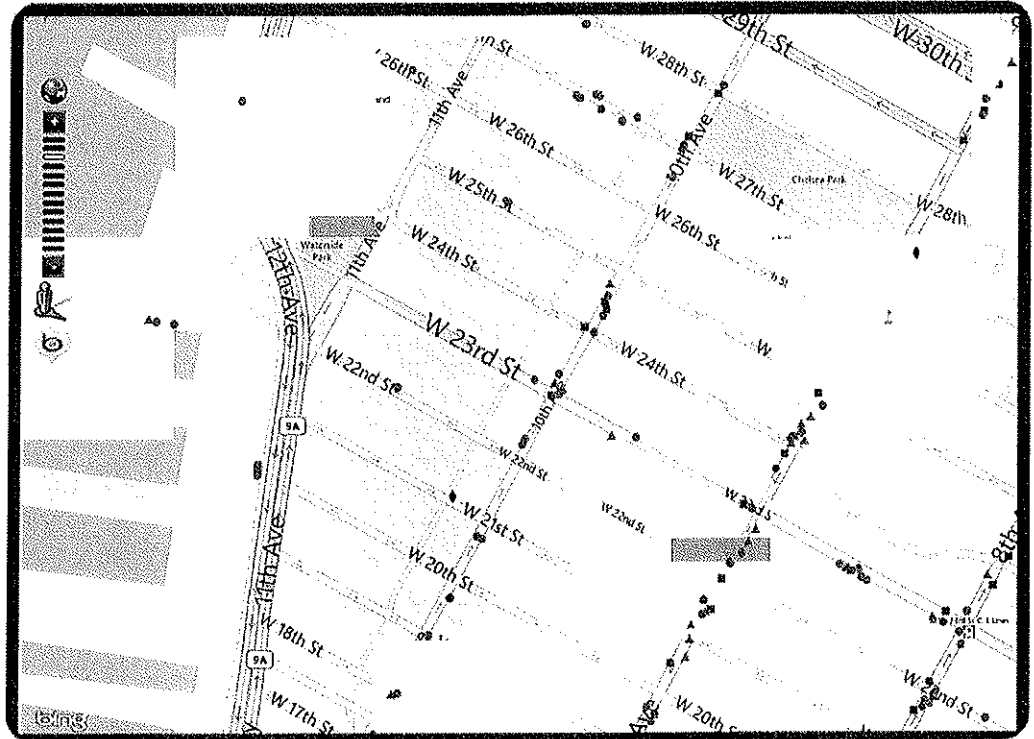 29th St
W 30th
W 28th St
26th St
11th Ave
W 26th St
10th Ave
W 27th St
Chelsea Park
W 25th St
W 28th
W 26th St
W 24th St
Waterside
Park
11th Ave
12th Ave
W 23rd St
W 24th St
W
W 22nd St
10th
9A
W 22nd St
W 22nd St
W 21st St
8th
W 20th St
11th Ave
W 18th St
9A
W 22nd St
W 17th St
W 20th St
Ave
bing